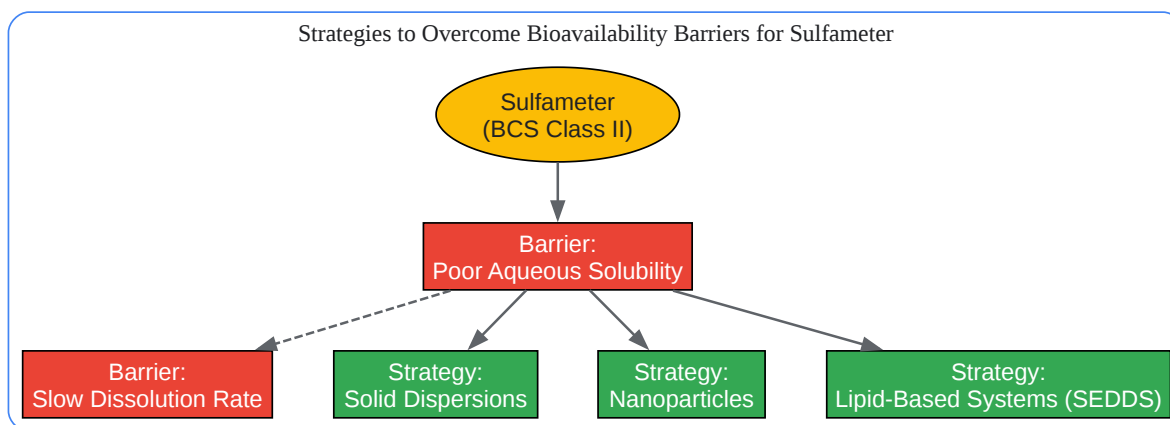 Strategies to Overcome Bioavailability Barriers for Sulfameter
Sulfameter
(BCS Class II)
Barrier:
Poor Aqueous Solubility
Barrier:
Slow Dissolution Rate
Strategy:
Solid Dispersions
Strategy:
Nanoparticles
Strategy:
Lipid-Based Systems (SEDDS)